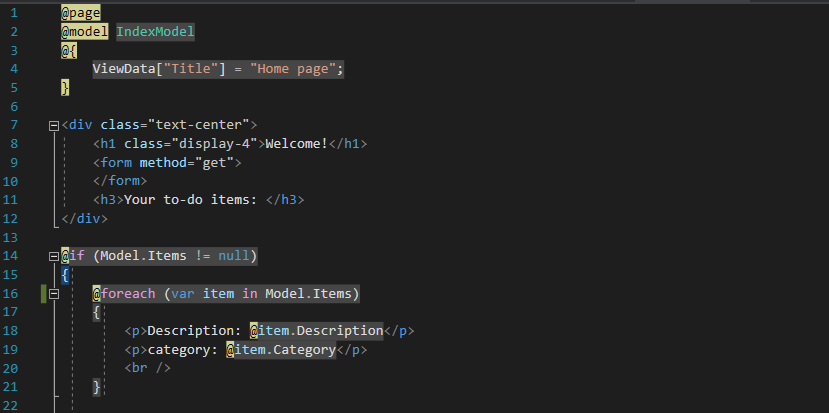 1 @page
2 @model IndexModel
3 @{
4 ViewData["Title"] = "Home page";
5 }
6
7 <div class="text-center">
8 <h1 class="display-4">Welcome!</h1>
9 <form method="get">
10 </form>
11 <h3>Your to-do items: </h3>
12 </div>
13
14 @if (Model.Items != null)
15 {
16 @foreach (var item in Model.Items)
17 {
18 <p>Description: @item.Description</p>
19 <p>category: @item.Category</p>
20 <br />
21 }
22